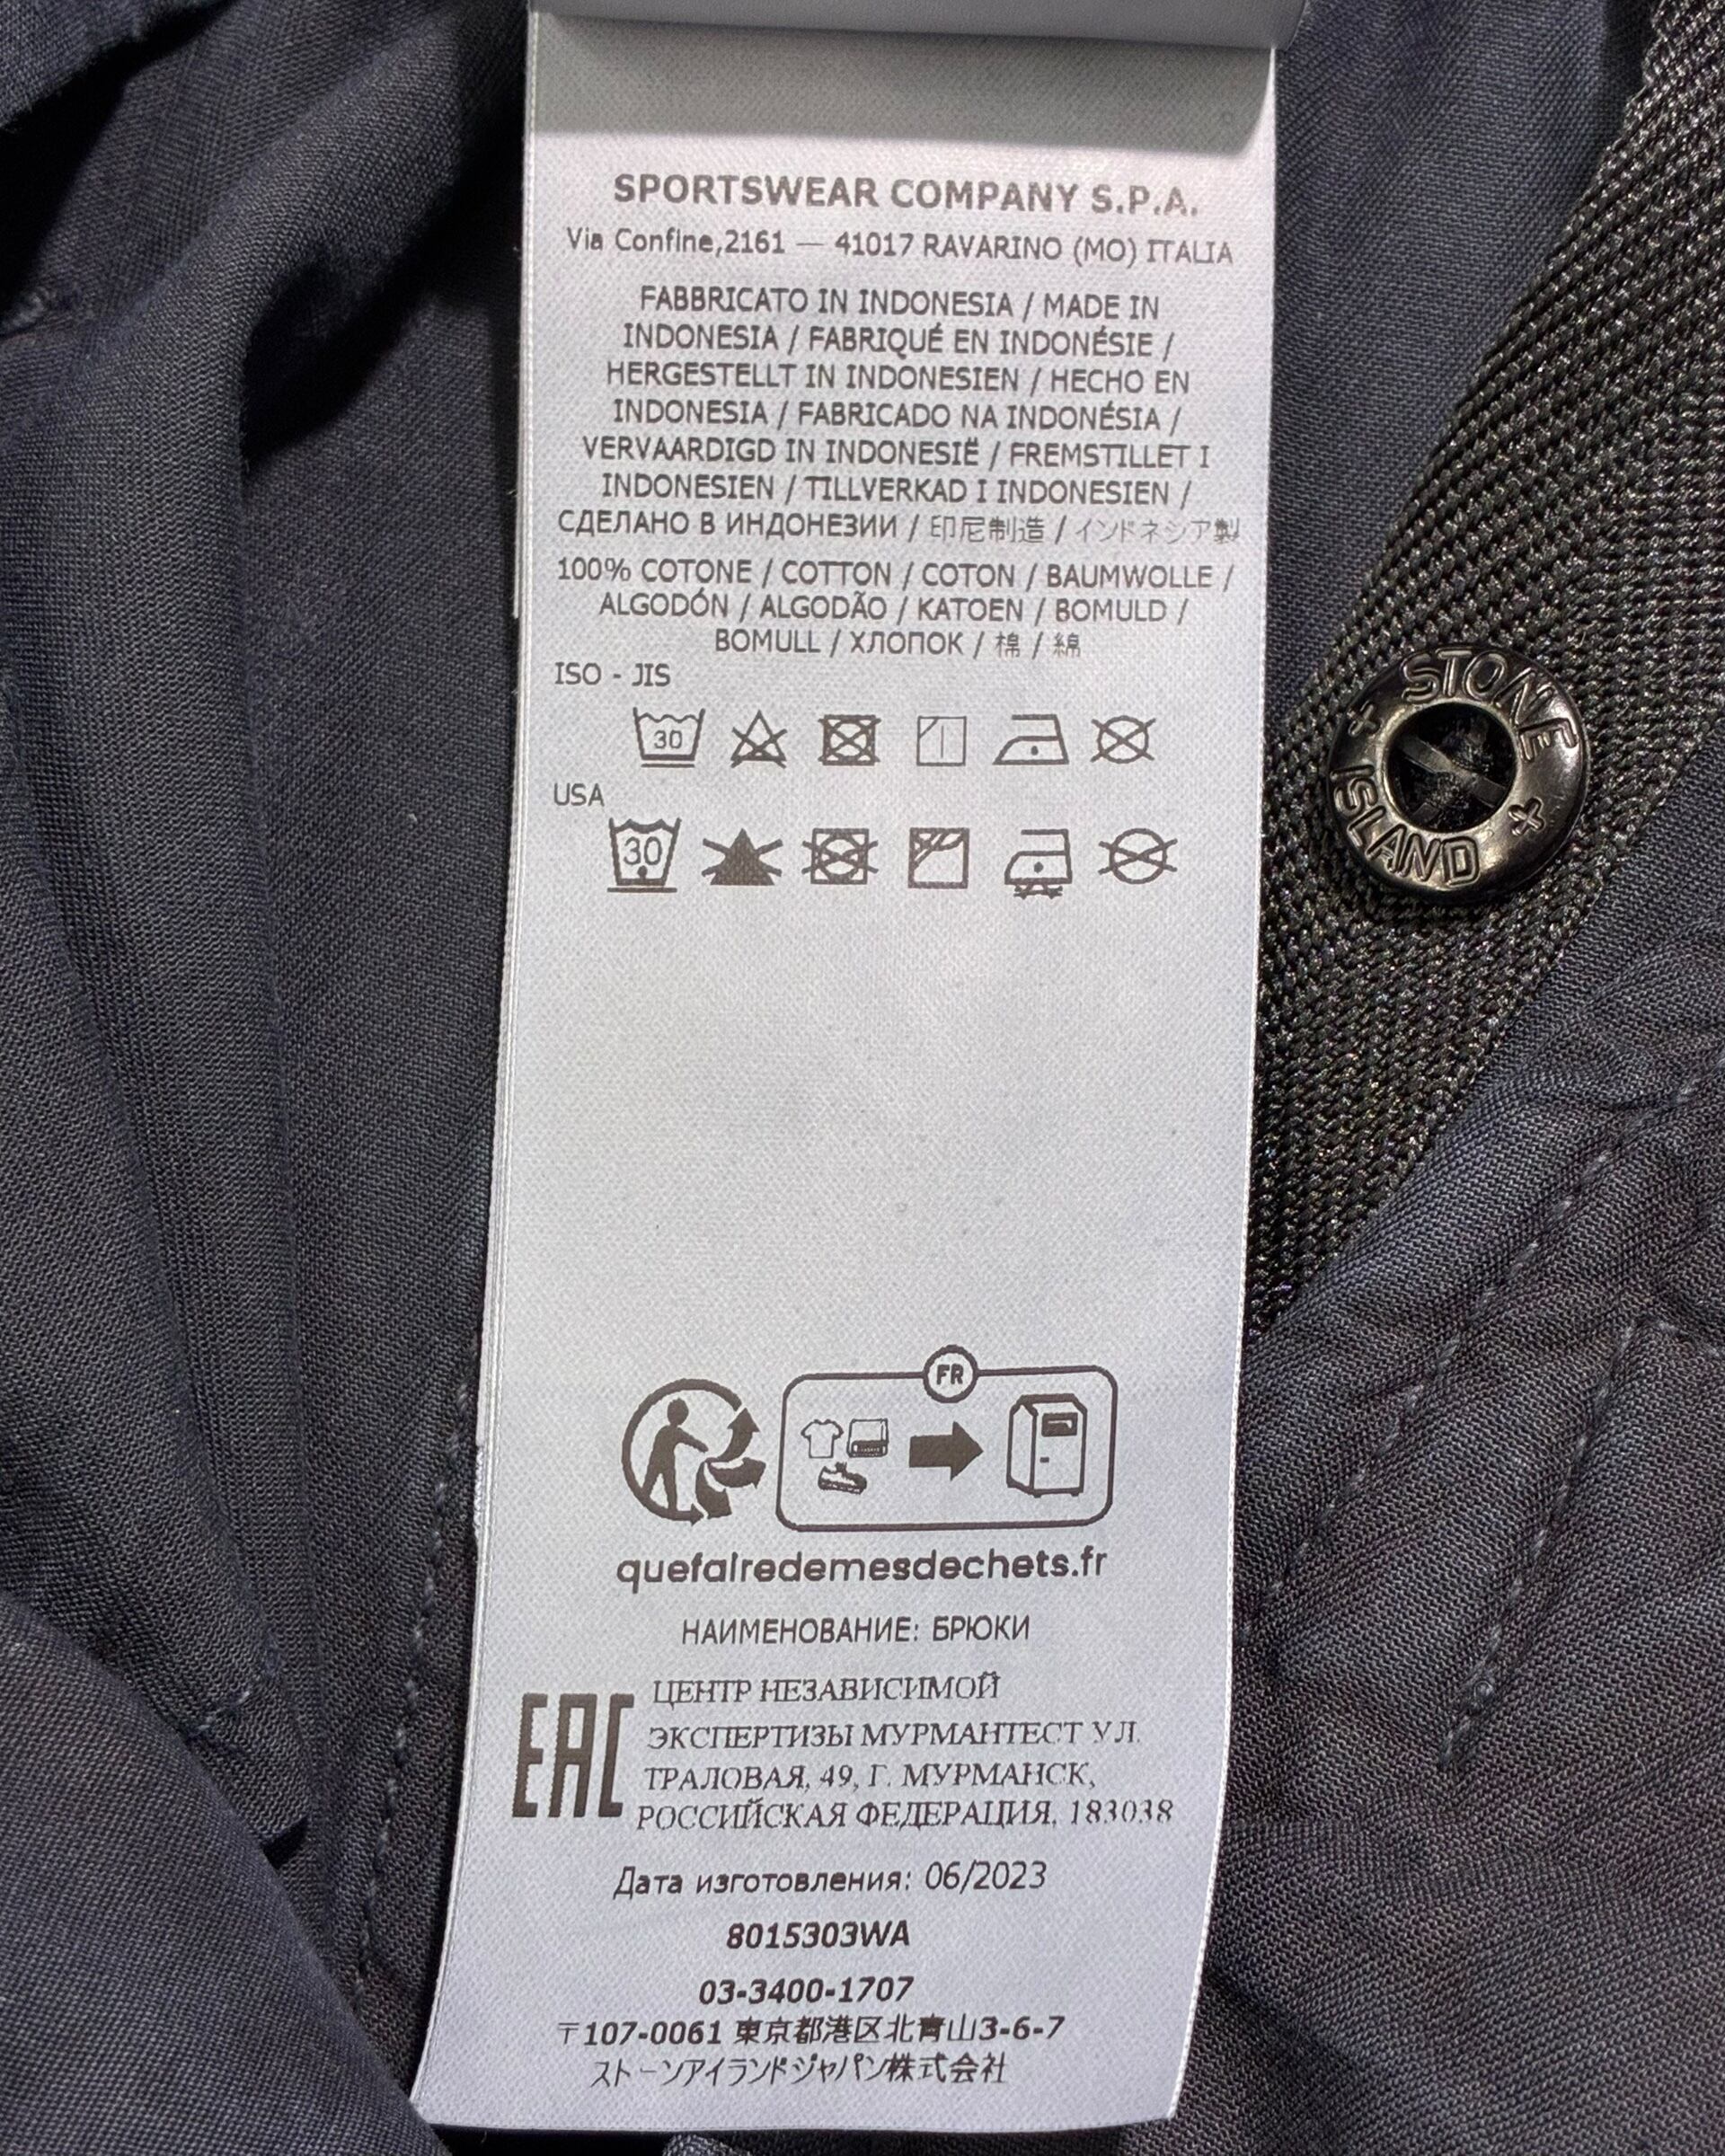 SPORTSWEAR COMPANY S.P.A.
Via Confine,2161 — 41017 RAVARINO (MO) ITALIA
FABBRICATO IN INDONESIA / MADE IN
INDONESIA / FABRIQUÉ EN INDONÉSIE /
HERGESTELLT IN INDONESIEN / HECHO EN
INDONESIA / FABRICADO NA INDONÉSIA /
VERVAARDIGD IN INDONESIË / FREMSTILLET I
INDONESIEN / TILLVERKAD I INDONESIEN /
СДЕЛАНО В ИНДОНЕЗИИ / 印尼制造 / インドネシア製
100% COTONE / COTTON / COTON / BAUMWOLLE /
ALGODÓN / ALGODÃO / KATOEN / BOMULD /
BOMULL / ХЛОПОК / 棉 / 綿
ISO - JIS
30
USA
30
STONE
ISLAND
FR
quefairedemesdechets.fr
НАИМЕНОВАНИЕ: БРЮКИ
EAC
ЦЕНТР НЕЗАВИСИМОЙ
ЭКСПЕРТИЗЫ МУРМАНТЕСТ УЛ.
ТРАЛОВАЯ, 49, Г. МУРМАНСК,
РОССИЙСКАЯ ФЕДЕРАЦИЯ, 183038
Дата изготовления: 06/2023
8015303WA
03-3400-1707
〒107-0061 東京都港区北青山3-6-7
ストーンアイランドジャパン株式会社